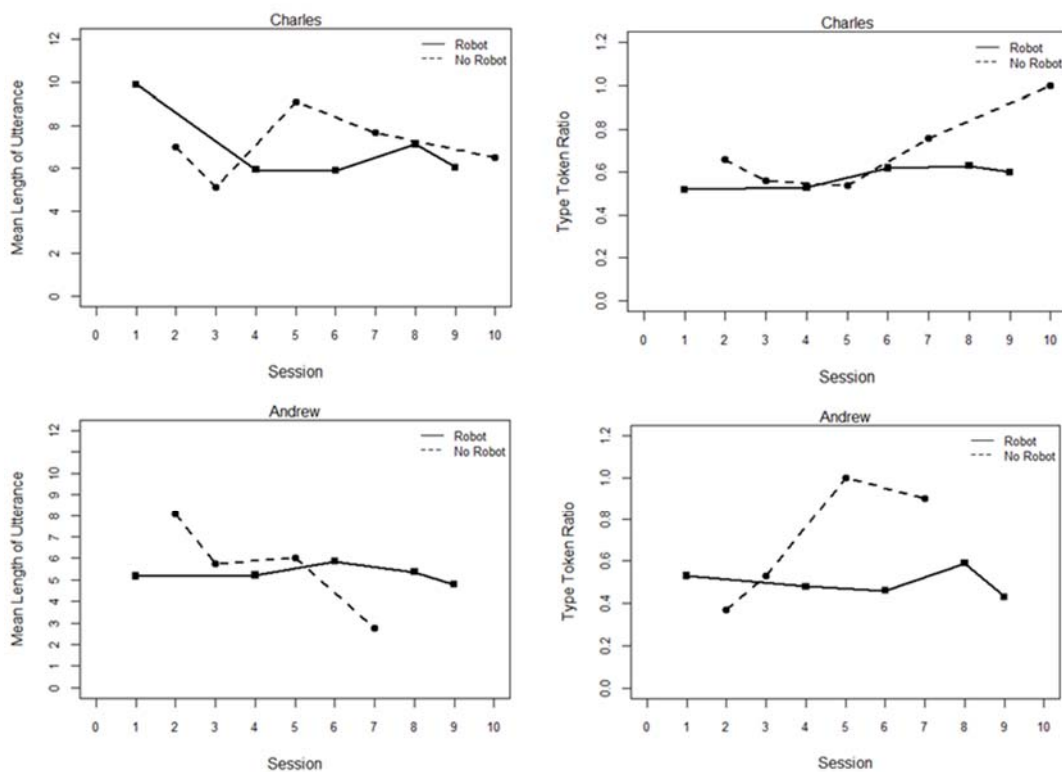 Charles
Robot
No Robot
Mean Length of Utterance
12
10
8
6
4
2
0
0 1 2 3 4 5 6 7 8 9 10
Session
Charles
Robot
No Robot
Type Token Ratio
1.2
1.0
0.8
0.6
0.4
0.2
0.0
0 1 2 3 4 5 6 7 8 9 10
Session
Andrew
Robot
No Robot
Mean Length of Utterance
12
11
10
9
8
7
6
5
4
3
2
1
0
0 1 2 3 4 5 6 7 8 9 10
Session
Andrew
Robot
No Robot
Type Token Ratio
1.2
1.0
0.8
0.6
0.4
0.2
0.0
0 1 2 3 4 5 6 7 8 9 10
Session